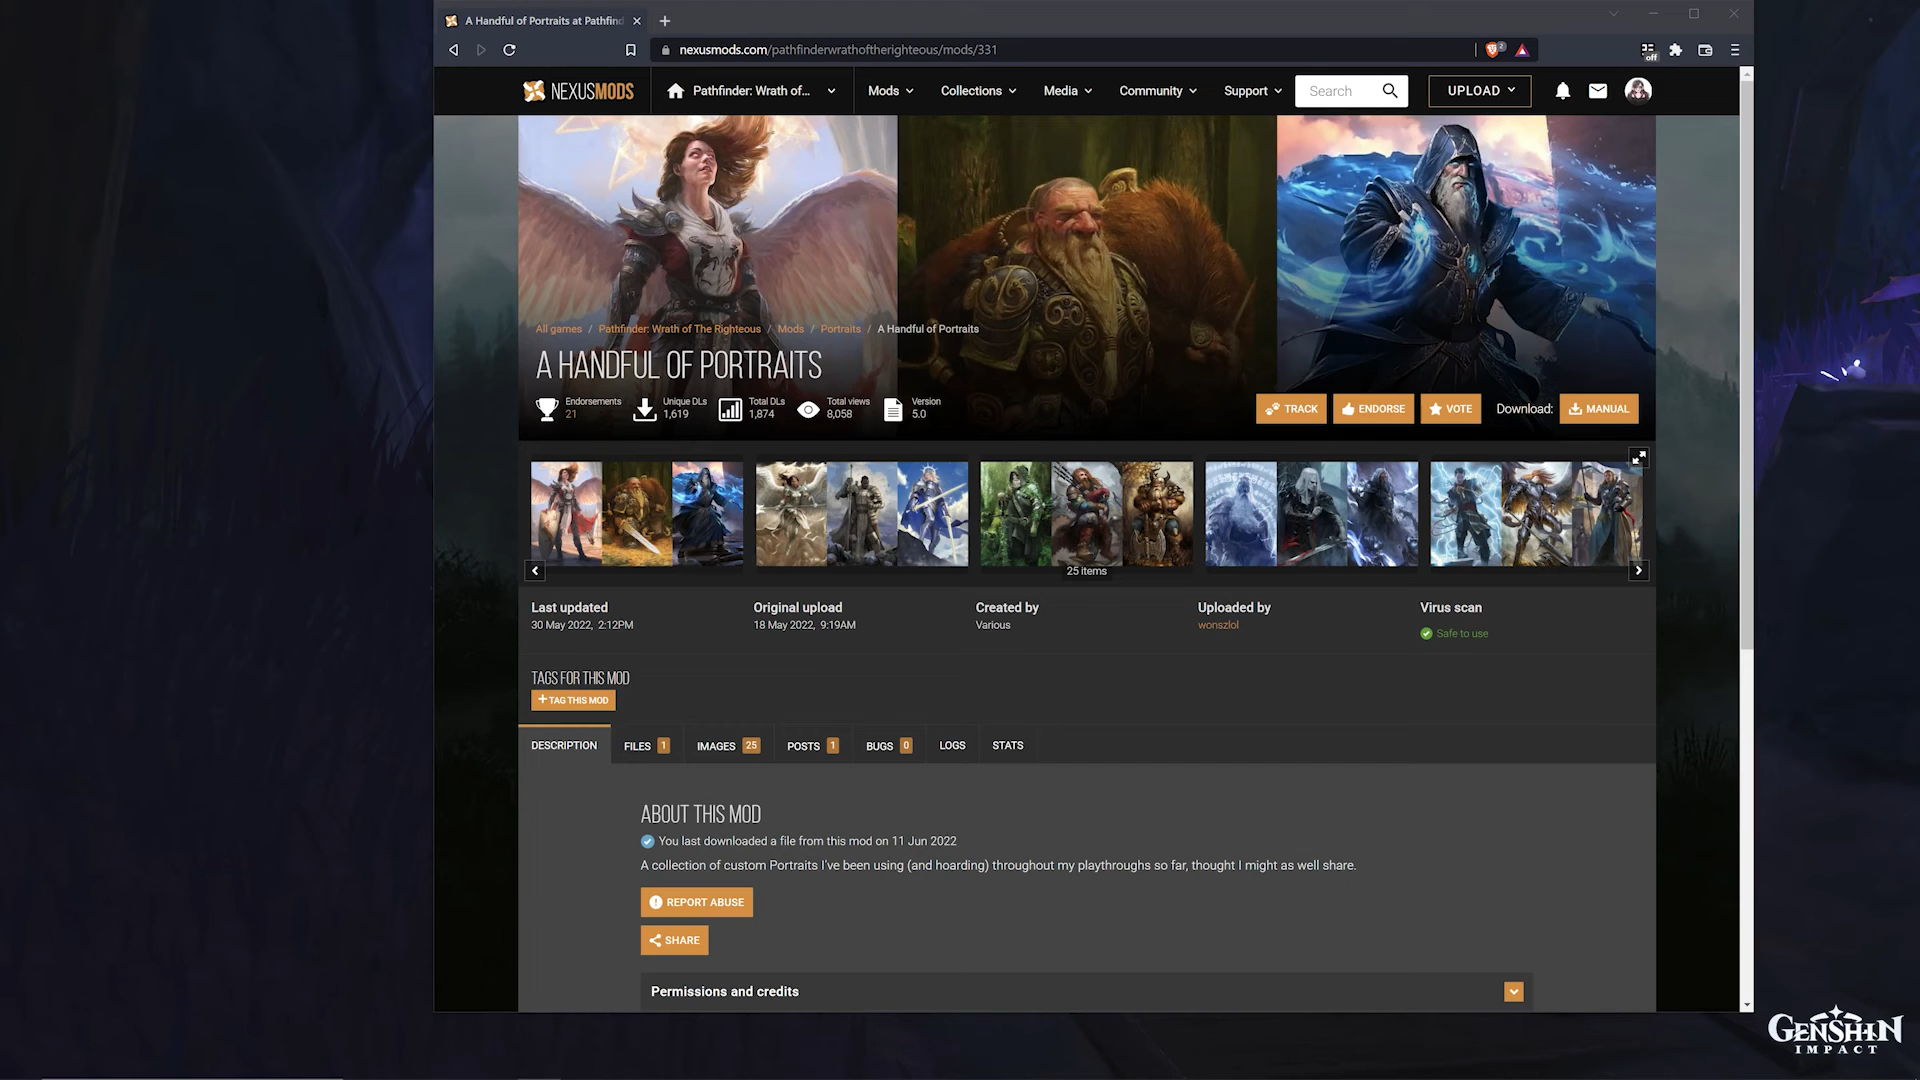 A Handful of Portraits at Pathfind
nexusmods.com/pathfinderwrathoftherighteous/mods/331
2
off
NEXUSMODS
Pathfinder: Wrath of...
Mods
Collections
Media
Community
Support
Search
UPLOAD
All games / Pathfinder: Wrath of The Righteous / Mods / Portraits / A Handful of Portraits
A HANDFUL OF PORTRAITS
Endorsements
21
Unique DLs
1,619
Total DLs
1,874
Total views
8,058
Version
5.0
TRACK
ENDORSE
VOTE
Download:
MANUAL
25 items
Last updated
30 May 2022, 2:12PM
Original upload
18 May 2022, 9:19AM
Created by
Various
Uploaded by
wonszlol
Virus scan
Safe to use
TAGS FOR THIS MOD
+ TAG THIS MOD
DESCRIPTION
FILES 1
IMAGES 25
POSTS 1
BUGS 0
LOGS
STATS
ABOUT THIS MOD
You last downloaded a file from this mod on 11 Jun 2022
A collection of custom Portraits I've been using (and hoarding) throughout my playthroughs so far, thought I might as well share.
REPORT ABUSE
SHARE
Permissions and credits
GENSHIN
IMPACT